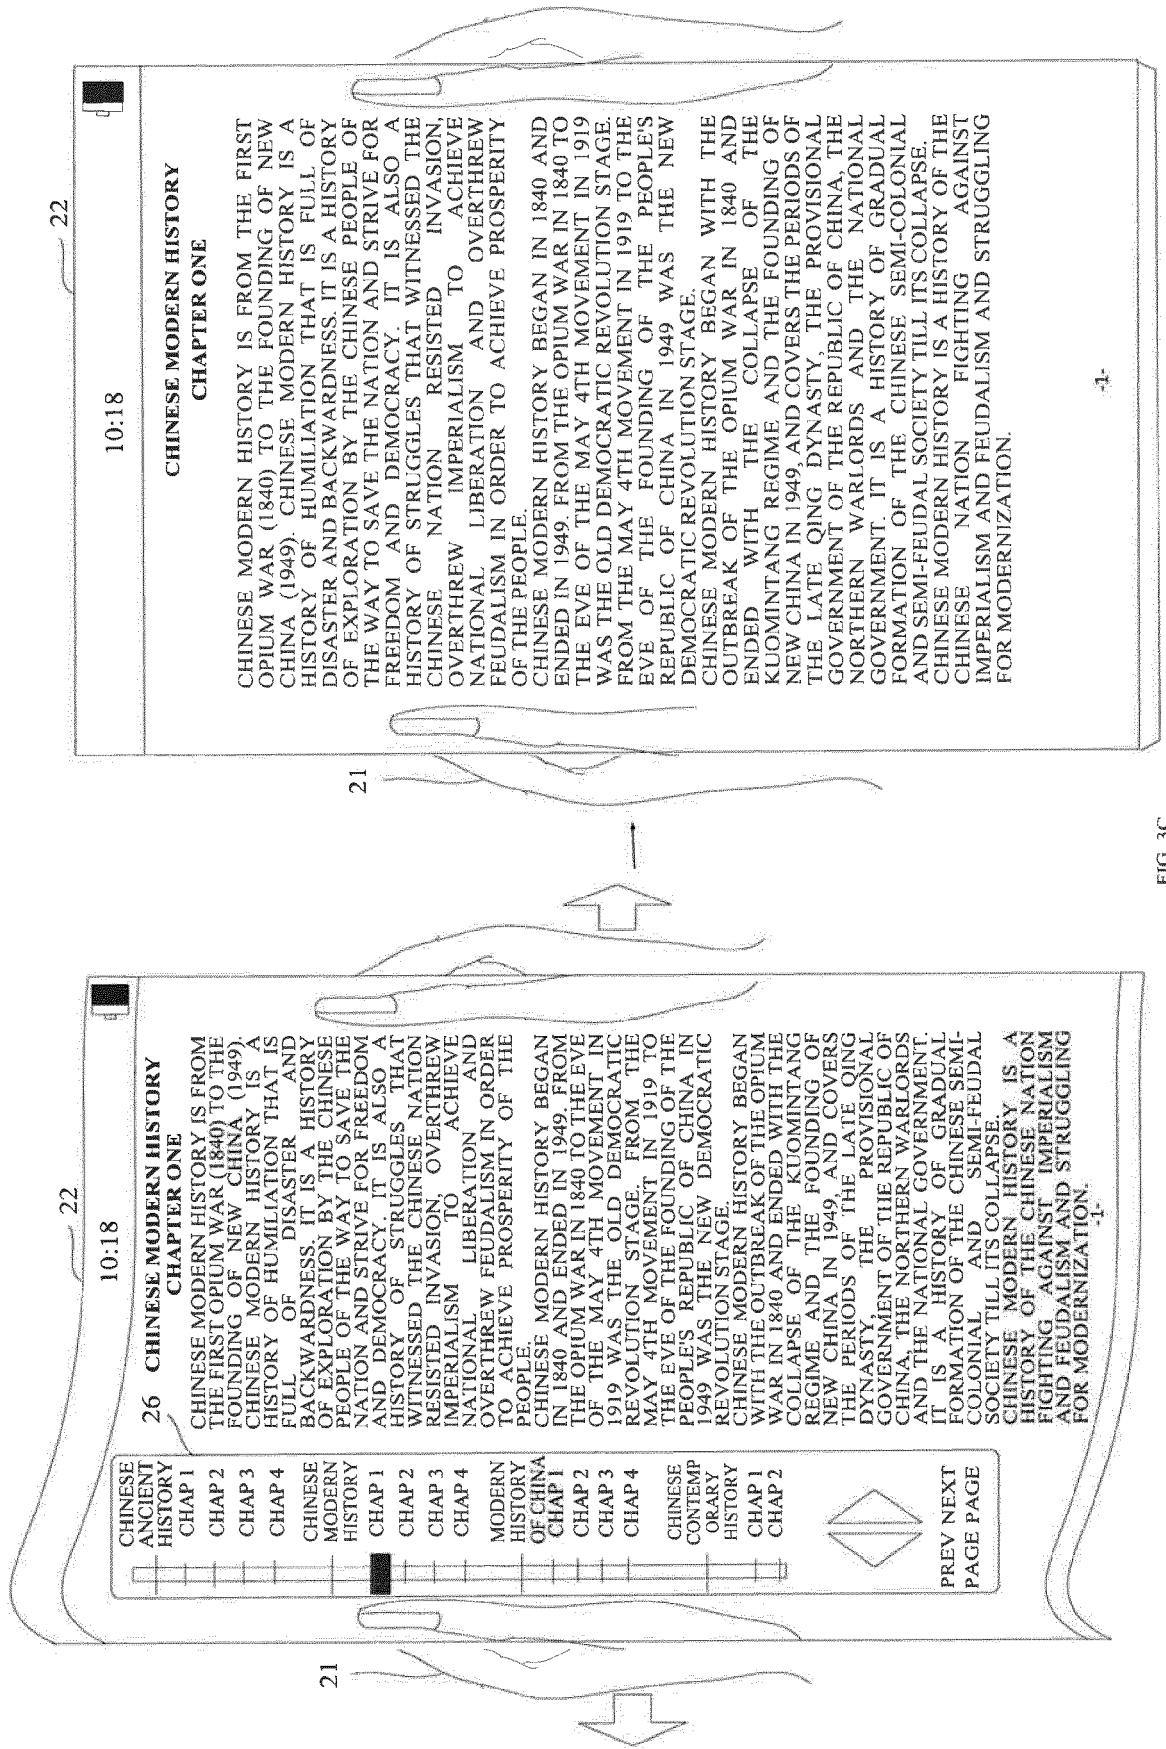 22
10:18
26
CHINESE MODERN HISTORY
CHAPTER ONE
CHINESE
ANCIENT
HISTORY
CHAP 1
CHAP 2
CHAP 3
CHAP 4
CHINESE
MODERN
HISTORY
CHAP 1
CHAP 2
CHAP 3
CHAP 4
MODERN
HISTORY
OF CHINA
CHAP 1
CHAP 2
CHAP 3
CHAP 4
CHINESE
CONTEMP
ORARY
HISTORY
CHAP 1
CHAP 2
PREV NEXT
PAGE PAGE
CHINESE MODERN HISTORY IS FROM
THE FIRST OPIUM WAR (1840) TO THE
FOUNDING OF NEW CHINA (1949).
CHINESE MODERN HISTORY IS A
HISTORY OF HUMILIATION THAT IS
FULL OF DISASTER AND
BACKWARDNESS. IT IS A HISTORY
OF EXPLORATION BY THE CHINESE
PEOPLE OF THE WAY TO SAVE THE
NATION AND STRIVE FOR FREEDOM
AND DEMOCRACY. IT IS ALSO A
HISTORY OF STRUGGLES THAT
WITNESSED THE CHINESE NATION
RESISTED INVASION, OVERTHREW
IMPERIALISM TO ACHIEVE
NATIONAL LIBERATION AND
OVERTHREW FEUDALISM IN ORDER
TO ACHIEVE PROSPERITY OF THE
PEOPLE.
CHINESE MODERN HISTORY BEGAN
IN 1840 AND ENDED IN 1949. FROM
THE OPIUM WAR IN 1840 TO THE EVE
OF THE MAY 4TH MOVEMENT IN
1919 WAS THE OLD DEMOCRATIC
REVOLUTION STAGE. FROM THE
MAY 4TH MOVEMENT IN 1919 TO
THE EVE OF THE FOUNDING OF THE
PEOPLE'S REPUBLIC OF CHINA IN
1949 WAS THE NEW DEMOCRATIC
REVOLUTION STAGE.
CHINESE MODERN HISTORY BEGAN
WITH THE OUTBREAK OF THE OPIUM
WAR IN 1840 AND ENDED WITH THE
COLLAPSE OF THE KUOMINTANG
REGIME AND THE FOUNDING OF
NEW CHINA IN 1949, AND COVERS
THE PERIODS OF THE LATE QING
DYNASTY, THE PROVISIONAL
GOVERNMENT OF THE REPUBLIC OF
CHINA, THE NORTHERN WARLORDS
AND THE NATIONAL GOVERNMENT.
IT IS A HISTORY OF GRADUAL
FORMATION OF THE CHINESE SEMI-
COLONIAL AND SEMI-FEUDAL
SOCIETY TILL ITS COLLAPSE.
CHINESE MODERN HISTORY IS A
HISTORY OF THE CHINESE NATION
FIGHTING AGAINST IMPERIALISM
AND FEUDALISM AND STRUGGLING
FOR MODERNIZATION.
-1-
21
22
10:18
CHINESE MODERN HISTORY
CHAPTER ONE
CHINESE MODERN HISTORY IS FROM THE FIRST
OPIUM WAR (1840) TO THE FOUNDING OF NEW
CHINA (1949). CHINESE MODERN HISTORY IS A
HISTORY OF HUMILIATION THAT IS FULL OF
DISASTER AND BACKWARDNESS. IT IS A HISTORY
OF EXPLORATION BY THE CHINESE PEOPLE OF
THE WAY TO SAVE THE NATION AND STRIVE FOR
FREEDOM AND DEMOCRACY. IT IS ALSO A
HISTORY OF STRUGGLES THAT WITNESSED THE
CHINESE NATION RESISTED INVASION,
OVERTHREW IMPERIALISM TO ACHIEVE
NATIONAL LIBERATION AND OVERTHREW
FEUDALISM IN ORDER TO ACHIEVE PROSPERITY
OF THE PEOPLE.
CHINESE MODERN HISTORY BEGAN IN 1840 AND
ENDED IN 1949. FROM THE OPIUM WAR IN 1840 TO
THE EVE OF THE MAY 4TH MOVEMENT IN 1919
WAS THE OLD DEMOCRATIC REVOLUTION STAGE.
FROM THE MAY 4TH MOVEMENT IN 1919 TO THE
EVE OF THE FOUNDING OF THE PEOPLE'S
REPUBLIC OF CHINA IN 1949 WAS THE NEW
DEMOCRATIC REVOLUTION STAGE.
CHINESE MODERN HISTORY BEGAN WITH THE
OUTBREAK OF THE OPIUM WAR IN 1840 AND
ENDED WITH THE COLLAPSE OF THE
KUOMINTANG REGIME AND THE FOUNDING OF
NEW CHINA IN 1949, AND COVERS THE PERIODS OF
THE LATE QING DYNASTY, THE PROVISIONAL
GOVERNMENT OF THE REPUBLIC OF CHINA, THE
NORTHERN WARLORDS AND THE NATIONAL
GOVERNMENT. IT IS A HISTORY OF GRADUAL
FORMATION OF THE CHINESE SEMI-COLONIAL
AND SEMI-FEUDAL SOCIETY TILL ITS COLLAPSE.
CHINESE MODERN HISTORY IS A HISTORY OF THE
CHINESE NATION FIGHTING AGAINST
IMPERIALISM AND FEUDALISM AND STRUGGLING
FOR MODERNIZATION.
-1-
21
FIG. 3C